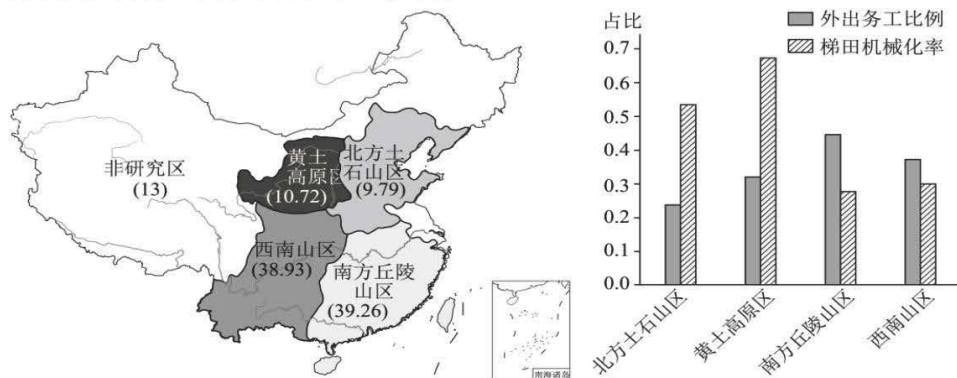 非研究区
(13)
黄土
高原区
(10.72)
北方土
石山区
(9.79)
西南山区
(38.93)
南方丘陵
山区
(39.26)
南海诸岛
占比
外出务工比例
梯田机械化率
0.7
0.6
0.5
0.4
0.3
0.2
0.1
0.0
北方土石山区
黄土高原区
南方丘陵山区
西南山区